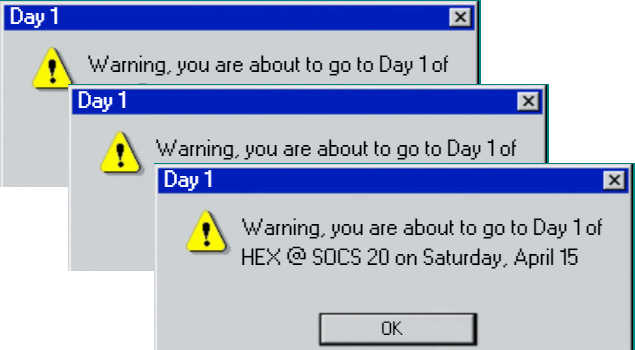 Day 1
Warning, you are about to go to Day 1 of
Day 1
Warning, you are about to go to Day 1 of
Day 1
Warning, you are about to go to Day 1 of
HEX @ SOCS 20 on Saturday, April 15
OK